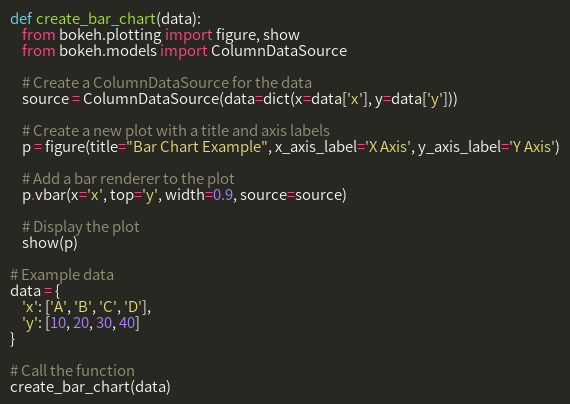 def create_bar_chart(data):
    from bokeh.plotting import figure, show
    from bokeh.models import ColumnDataSource

    # Create a ColumnDataSource for the data
    source = ColumnDataSource(data=dict(x=data['x'], y=data['y']))

    # Create a new plot with a title and axis labels
    p = figure(title="Bar Chart Example", x_axis_label='X Axis', y_axis_label='Y Axis')

    # Add a bar renderer to the plot
    p.vbar(x='x', top='y', width=0.9, source=source)

    # Display the plot
    show(p)

# Example data
data = {
    'x': ['A', 'B', 'C', 'D'],
    'y': [10, 20, 30, 40]
}

# Call the function
create_bar_chart(data)